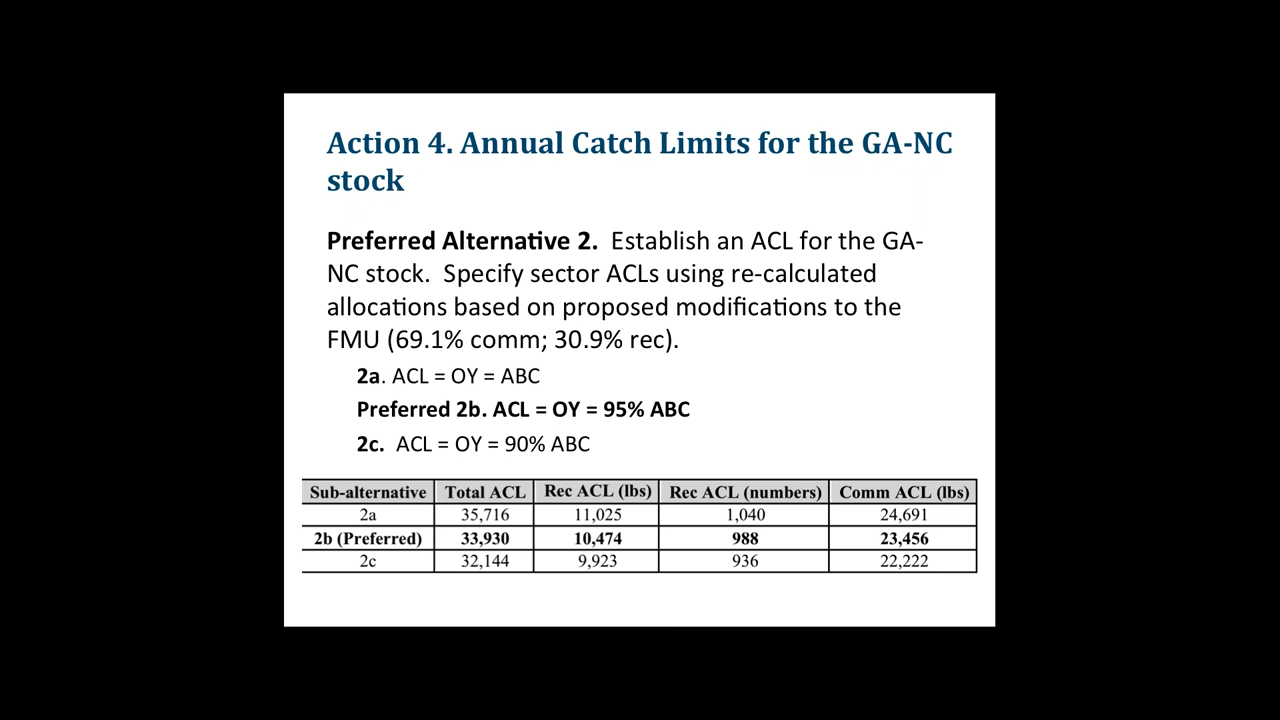 Action 4. Annual Catch Limits for the GA-NC
stock
Preferred Alternative 2.  Establish an ACL for the GA-
NC stock.  Specify sector ACLs using re-calculated
allocations based on proposed modifications to the
FMU (69.1% comm; 30.9% rec).
2a. ACL = OY = ABC
Preferred 2b. ACL = OY = 95% ABC
2c.  ACL = OY = 90% ABC
Sub-alternative Total ACL Rec ACL (lbs) Rec ACL (numbers) Comm ACL (lbs)
2a 35,716 11,025 1,040 24,691
2b (Preferred) 33,930 10,474 988 23,456
2c 32,144 9,923 936 22,222